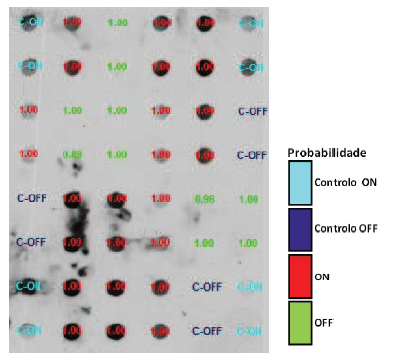 C-ON 1.00 1.00 1.00 1.00 C-ON
C-ON 1.00 1.00 1.00 1.00 C-ON
1.00 1.00 1.00 1.00 1.00 C-OFF
1.00 0.83 1.00 1.00 1.00 C-OFF
C-OFF 1.00 1.00 1.00 0.96 1.00
C-OFF 1.00 1.00 1.00 1.00 1.00
C-ON 1.00 1.00 1.00 C-OFF C-ON
C-ON 1.00 1.00 1.00 C-OFF C-ON
Probabilidade
Controlo ON
Controlo OFF
ON
OFF